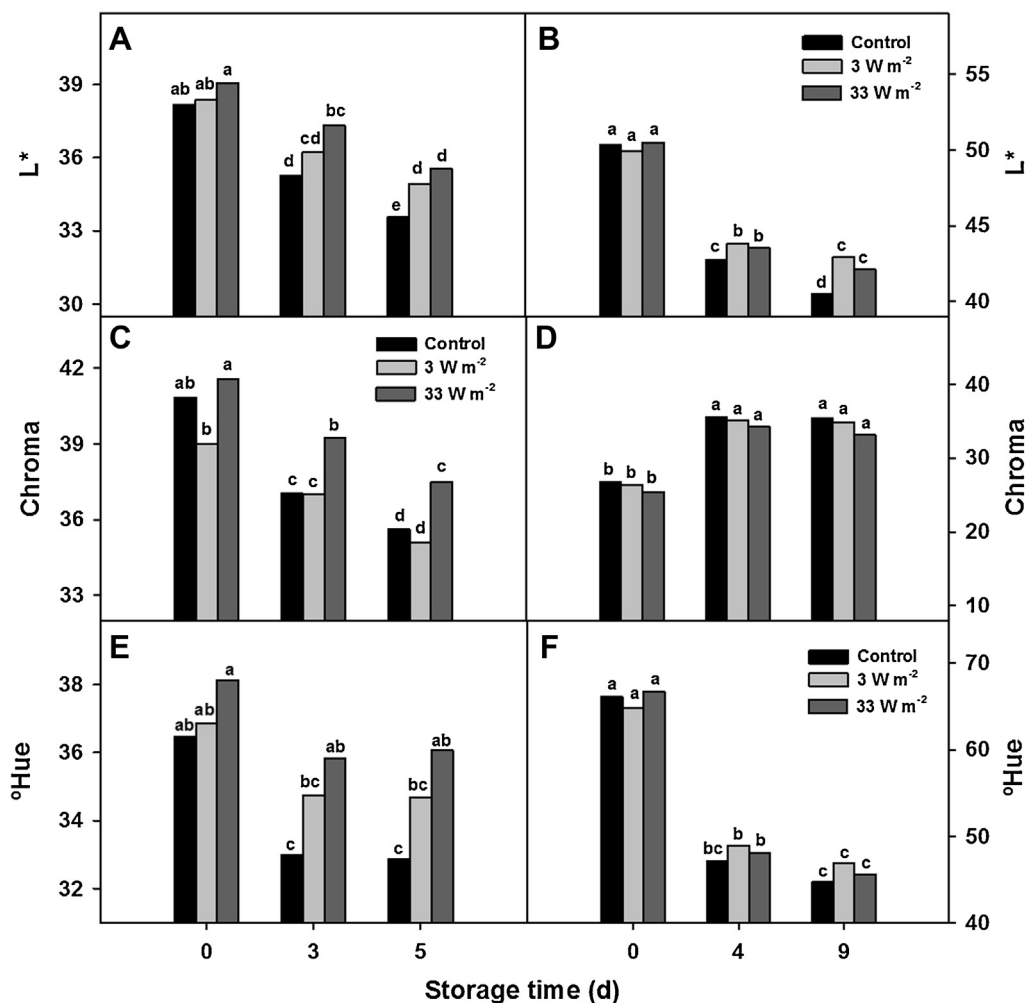 A
B
Control
3 W m⁻²
33 W m⁻²
L*
39
36
33
30
ab ab a
d cd bc
e d d
a a a
c b b
d c c
55
50
45
40
L*
C
D
Control
3 W m⁻²
33 W m⁻²
Chroma
42
39
36
33
ab b a
c c b
d d c
b b b
a a a
a a a
40
30
20
10
Chroma
E
F
Control
3 W m⁻²
33 W m⁻²
ºHue
38
36
34
32
ab ab a
c bc ab
c bc ab
a a a
bc b b
c c c
70
60
50
40
ºHue
0 3 5 0 4 9
Storage time (d)